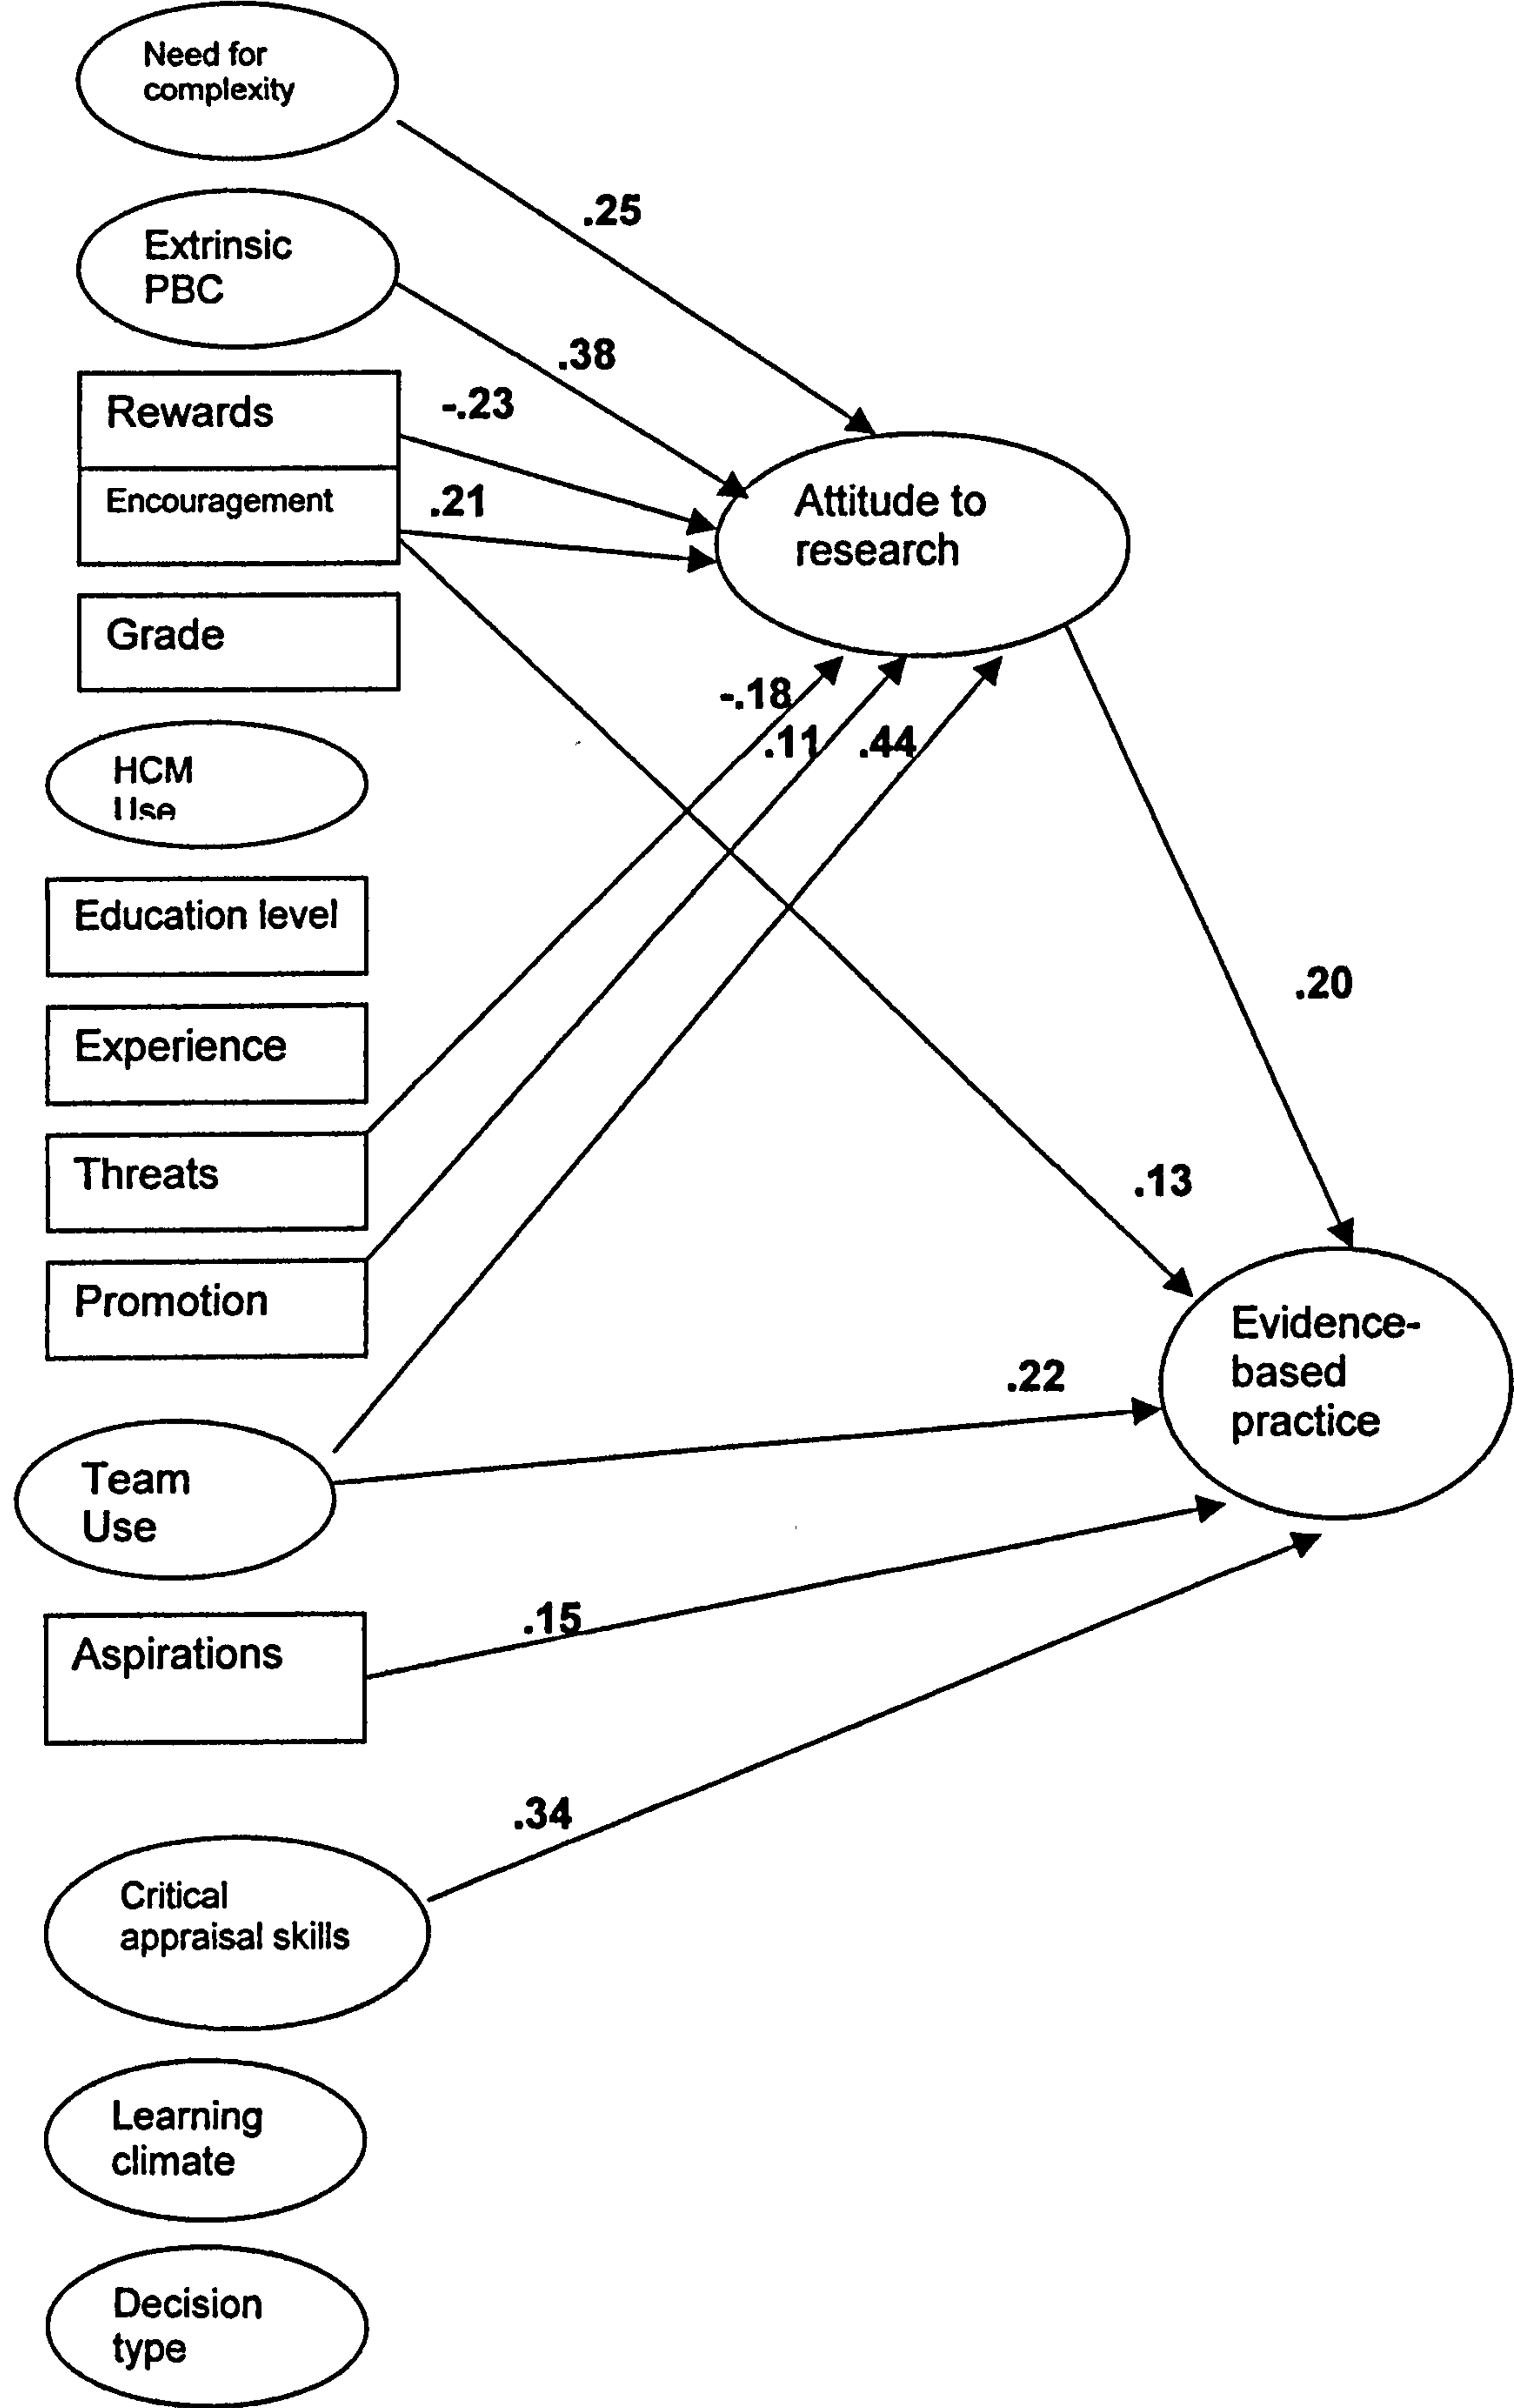 Need for
complexity
.25
Extrinsic
PBC
.38
Rewards
-.23
Encouragement
.21
Attitude to
research
Grade
-.18
.11
.44
HCM
Use
Education level
.20
Experience
Threats
.13
Promotion
Evidence-
based
practice
.22
Team
Use
.15
Aspirations
.34
Critical
appraisal skills
Learning
climate
Decision
type